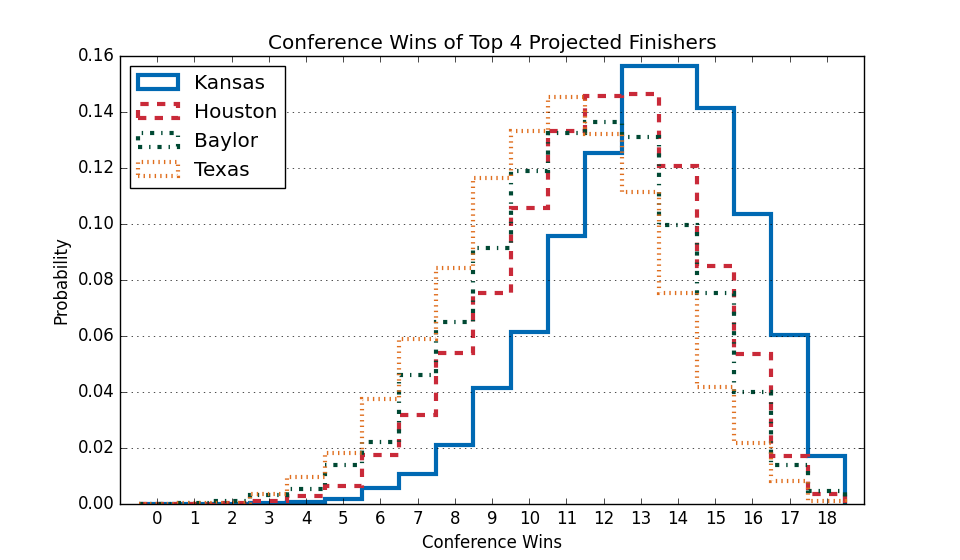 Conference Wins of Top 4 Projected Finishers
0.16
0.14
0.12
0.10
0.08
0.06
0.04
0.02
0.00
Probability
Kansas
Houston
Baylor
Texas
0 1 2 3 4 5 6 7 8 9 10 11 12 13 14 15 16 17 18
Conference Wins